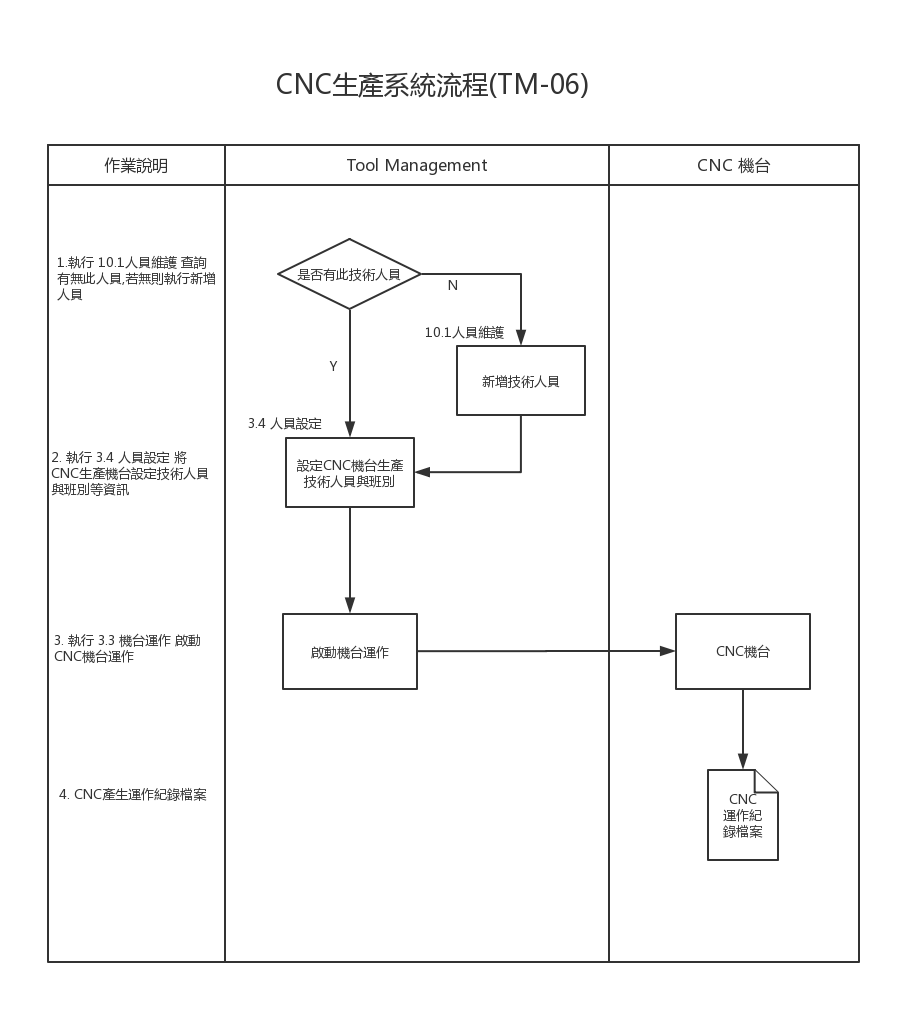 CNC生產系統流程(TM-06)
作業說明
Tool Management
CNC 機台
1.執行 10.1人員維護 查詢
有無此人員,若無則執行新增
人員
是否有此技術人員
N
10.1人員維護
新增技術人員
Y
3.4 人員設定
2. 執行 3.4 人員設定 將
CNC生產機台設定技術人員
與班別等資訊
設定CNC機台生產
技術人員與班別
3. 執行 3.3 機台運作 啟動
CNC機台運作
啟動機台運作
CNC機台
4. CNC產生運作紀錄檔案
CNC
運作紀
錄檔案